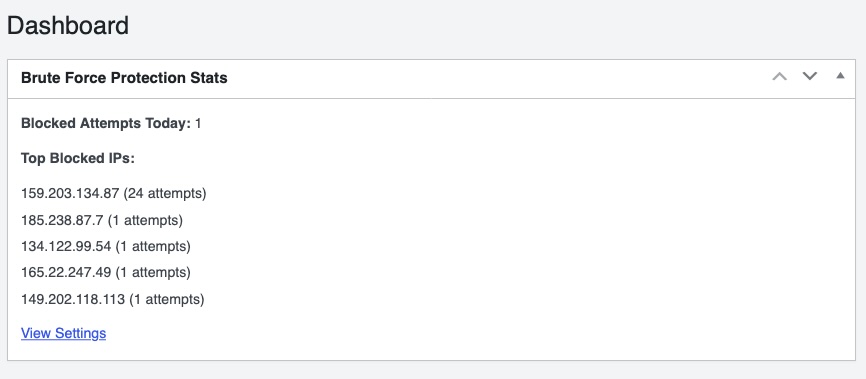 Dashboard
Brute Force Protection Stats
Blocked Attempts Today: 1
Top Blocked IPs:
159.203.134.87 (24 attempts)
185.238.87.7 (1 attempts)
134.122.99.54 (1 attempts)
165.22.247.49 (1 attempts)
149.202.118.113 (1 attempts)
View Settings